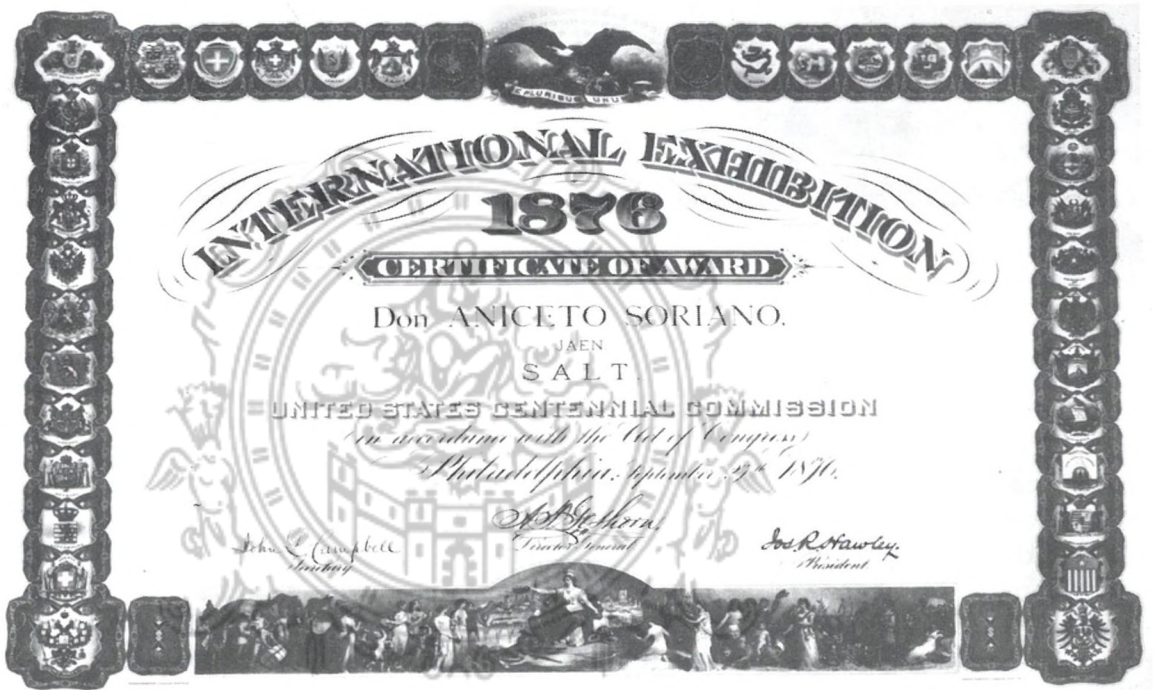 E PLURIBUS UNUM
INTERNATIONAL EXHIBITION
1876
CERTIFICATE OF AWARD
Don ANICETO SORIANO.
JAEN
SALT.
UNITED STATES CENTENNIAL COMMISSION
(in accordance with the Act of Congress)
Philadelphia, September 27th 1876.
A. T. Goshorn
Director General
John L. Campbell
Secretary
Jos. R. Hawley.
President